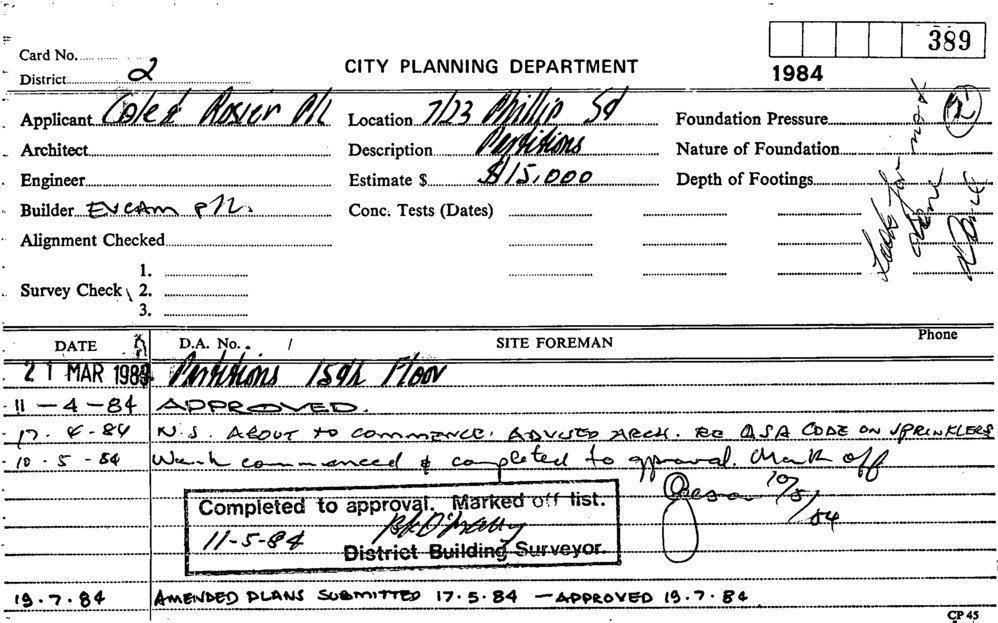 389
Card No.
District 2
CITY PLANNING DEPARTMENT
1984
Applicant Cole & Rosier P/L
Location 7/23 Phillip St
Foundation Pressure
Architect
Description Partitions
Nature of Foundation
Engineer
Estimate $ $15,000
Depth of Footings
Builder EVCAM P/L.
Conc. Tests (Dates)
Alignment Checked
Survey Check
1.
2.
3.
DATE
D.A. No. /
SITE FOREMAN
Phone
21 MAR 1984 Partitions 15th Floor
11-4-84 APPROVED.
17.4-84 N.S. ABOUT TO COMMENCE. ADVISED ARCH. RE ASA CODE ON SPRINKLERS
10.5-84 Work commenced & completed to approval. Mark off
10/5/84
Completed to approval. Marked off list.
11-5-84
District Building Surveyor.
19.7.84 AMENDED PLANS SUBMITTED 17.5.84 - APPROVED 19.7.84
CP 45